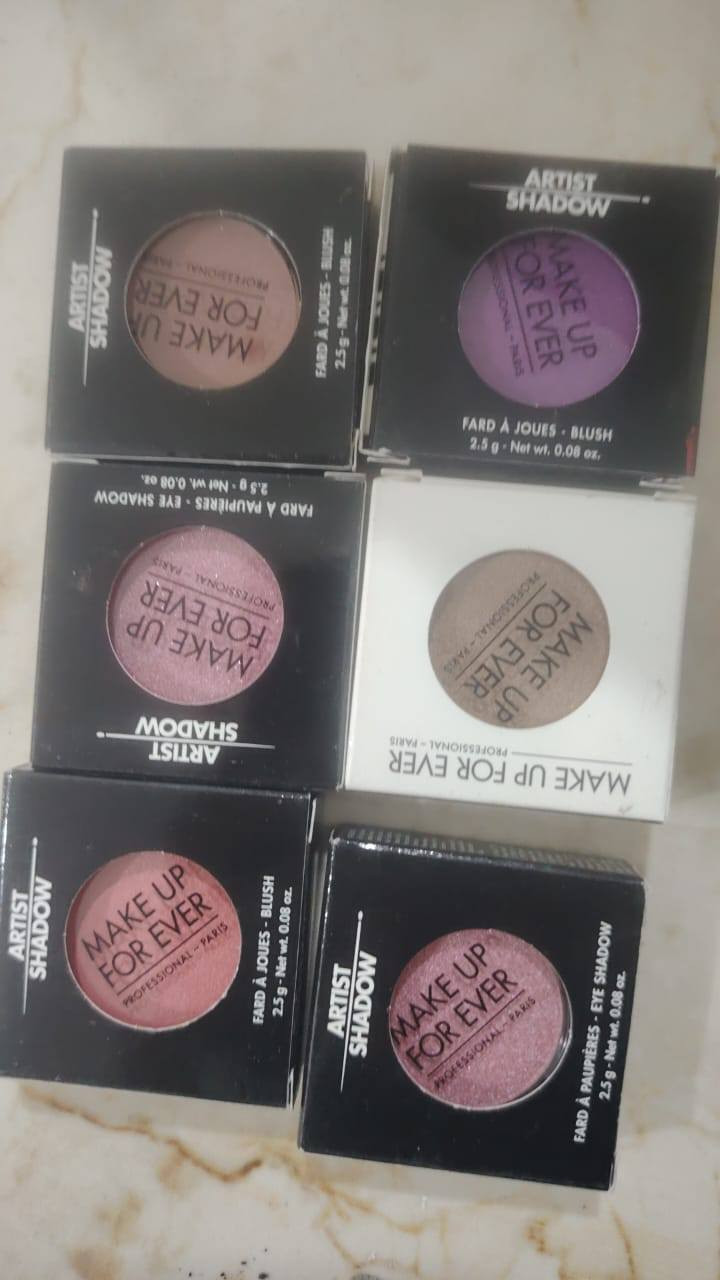 ARTIST
SHADOW
MAKE UP
FOR EVER
PROFESSIONAL – PARIS
FARD À JOUES - BLUSH
2.5 g - Net wt. 0.08 oz.
ARTIST
SHADOW
MAKE UP
FOR EVER
PROFESSIONAL – PARIS
FARD À JOUES - BLUSH
2.5 g - Net wt. 0.08 oz.
ARTIST
SHADOW
MAKE UP
FOR EVER
PROFESSIONAL – PARIS
FARD À PAUPIÈRES - EYE SHADOW
2.5 g - Net wt. 0.08 oz.
MAKE UP
FOR EVER
PROFESSIONAL – PARIS
MAKE UP FOR EVER
PROFESSIONAL – PARIS
ARTIST
SHADOW
MAKE UP
FOR EVER
PROFESSIONAL – PARIS
FARD À JOUES - BLUSH
2.5 g - Net wt. 0.08 oz.
ARTIST
SHADOW
MAKE UP
FOR EVER
PROFESSIONAL – PARIS
FARD À PAUPIÈRES - EYE SHADOW
2.5 g - Net wt. 0.08 oz.